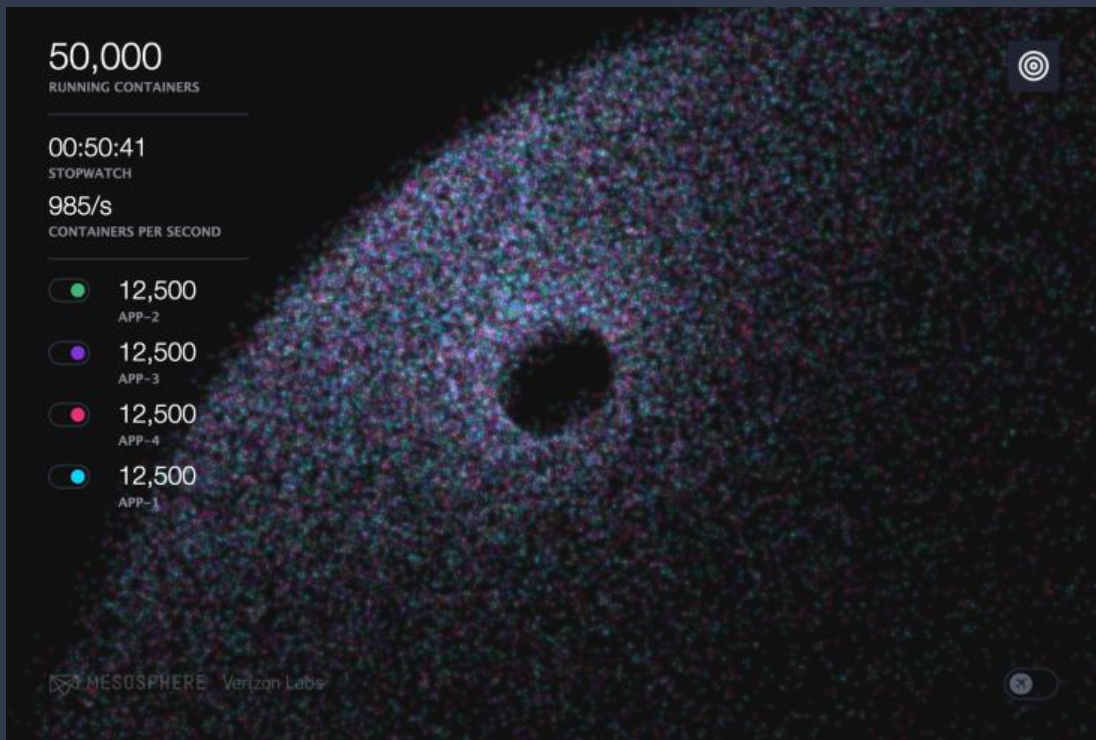 50,000
RUNNING CONTAINERS
00:50:41
STOPWATCH
985/s
CONTAINERS PER SECOND
12,500
APP-2
12,500
APP-3
12,500
APP-4
12,500
APP-1
MESOSPHERE Verizon Labs